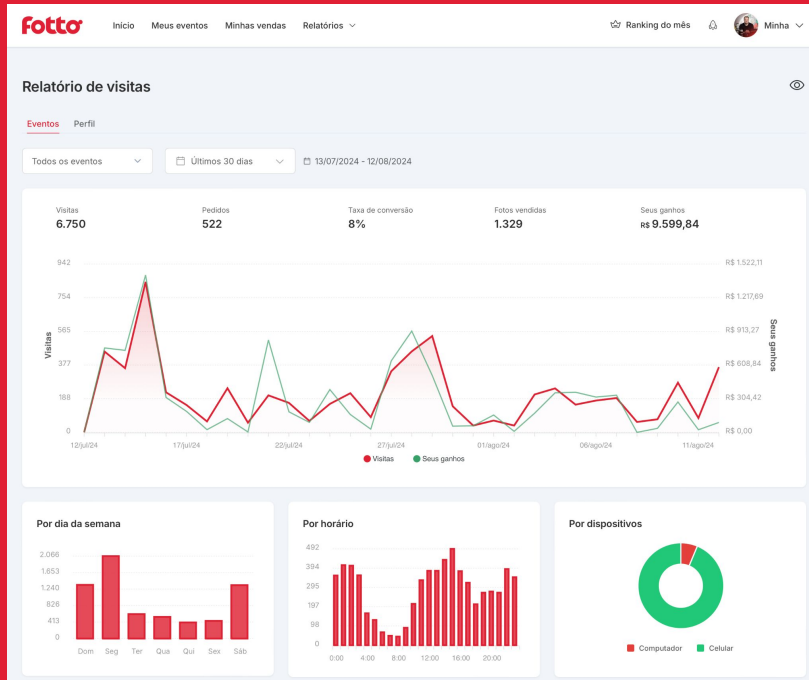 fotto
Início Meus eventos Minhas vendas Relatórios Ranking do mês Minha
Relatório de visitas
Eventos Perfil
Todos os eventos Últimos 30 dias 13/07/2024 - 12/08/2024
Visitas Pedidos Taxa de conversão Fotos vendidas Seus ganhos
6.750 522 8% 1.329 R$ 9.599,84
942 R$ 1.522,11
754 R$ 1.217,69
565 R$ 913,27
377 R$ 608,84
188 R$ 304,42
0 R$ 0,00
Visitas
Seus ganhos
12/jul/24 17/jul/24 22/jul/24 27/jul/24 01/ago/24 06/ago/24 11/ago/24
Visitas Seus ganhos
Por dia da semana
2.066
1.653
1.240
826
413
0
Dom Seg Ter Qua Qui Sex Sáb
Por horário
492
394
295
197
98
0
0:00 4:00 8:00 12:00 16:00 20:00
Por dispositivos
Computador Celular